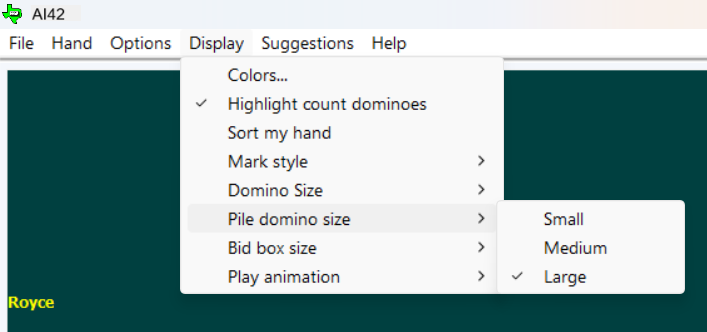 AI42
File Hand Options Display Suggestions Help
Colors...
Highlight count dominoes
Sort my hand
Mark style
Domino Size
Pile domino size
Bid box size
Play animation
Small
Medium
Large
Royce